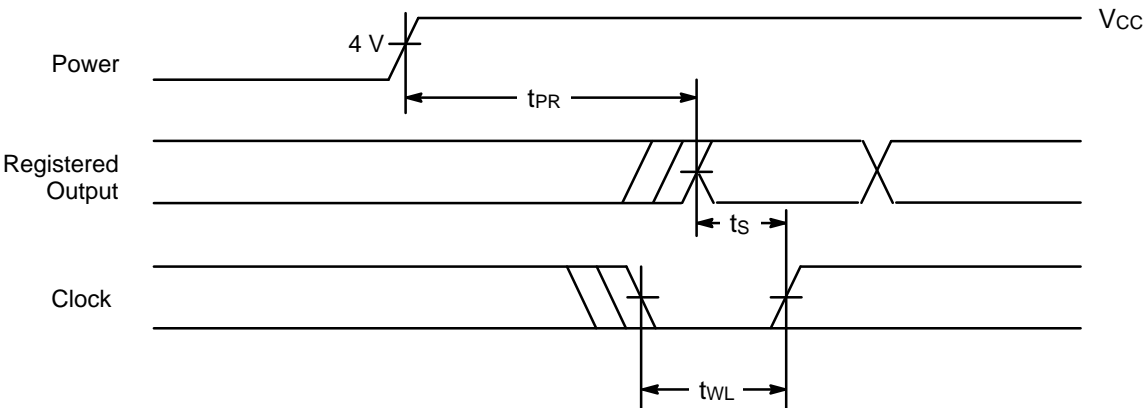 VCC
4 V
Power
tPR
Registered
Output
tS
Clock
tWL